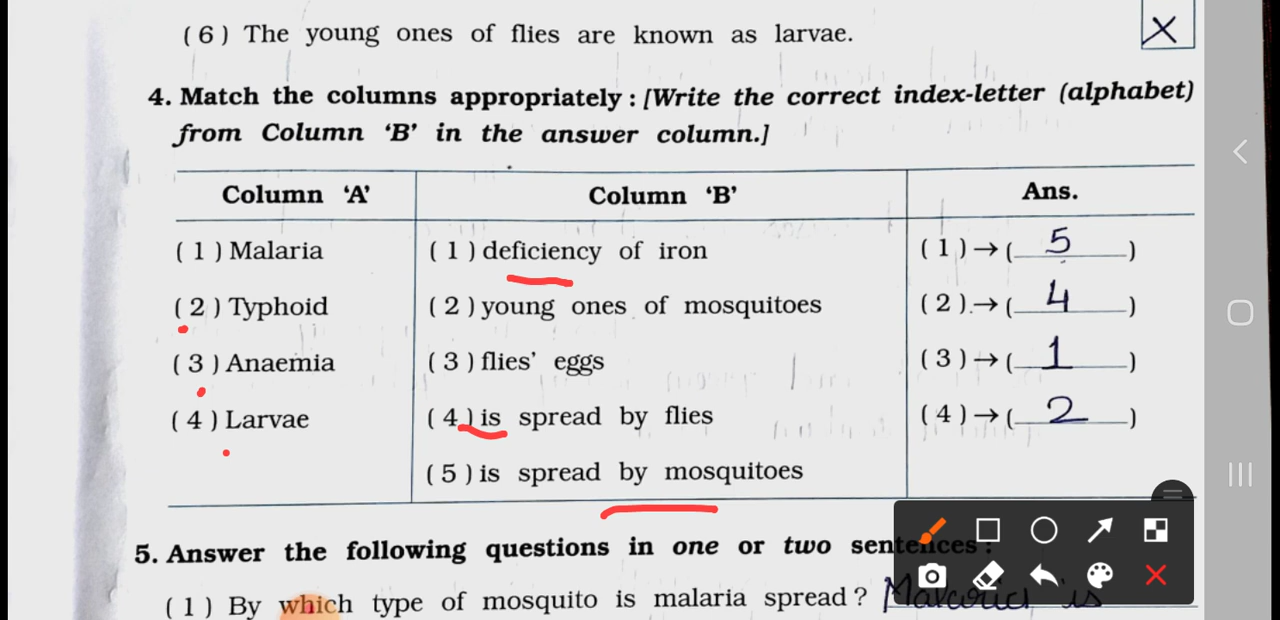 (6) The young ones of flies are known as larvae. X
4. Match the columns appropriately : [Write the correct index-letter (alphabet)
from Column 'B' in the answer column.]
Column 'A' Column 'B' Ans.
(1) Malaria (1) deficiency of iron (1) → ( 5 )
(2) Typhoid (2) young ones of mosquitoes (2) → ( 4 )
(3) Anaemia (3) flies' eggs (3) → ( 1 )
(4) Larvae (4) is spread by flies (4) → ( 2 )
(5) is spread by mosquitoes
5. Answer the following questions in one or two sentences :
(1) By which type of mosquito is malaria spread? Malaria is